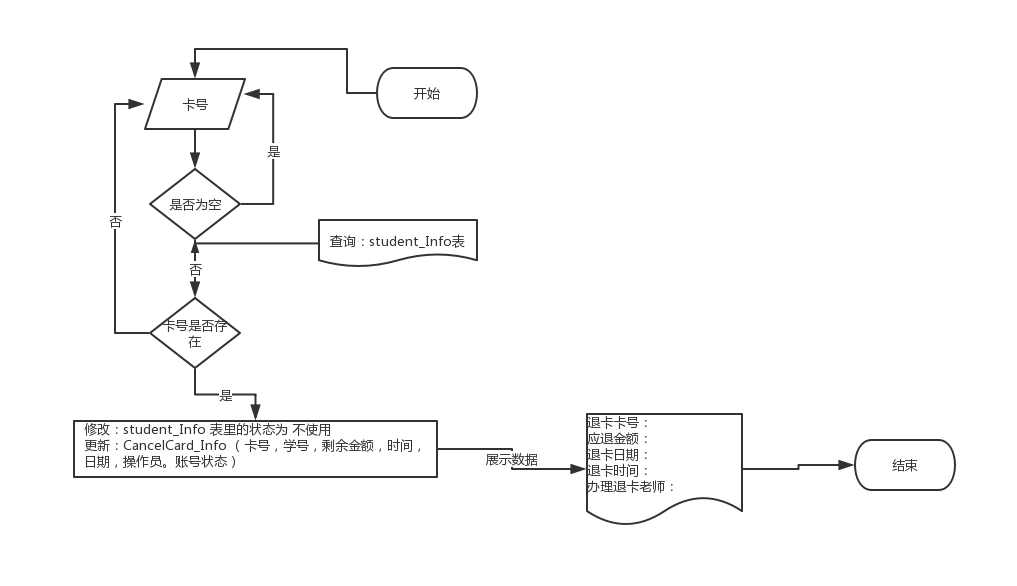 开始
卡号
是
是否为空
否
查询：student_Info表
否
卡号是否存
在
是
修改：student_Info 表里的状态为 不使用
更新：CancelCard_Info （ 卡号，学号，剩余金额，时间，
日期，操作员。账号状态 ）
展示数据
退卡卡号：
应退金额：
退卡日期：
退卡时间：
办理退卡老师：
结束